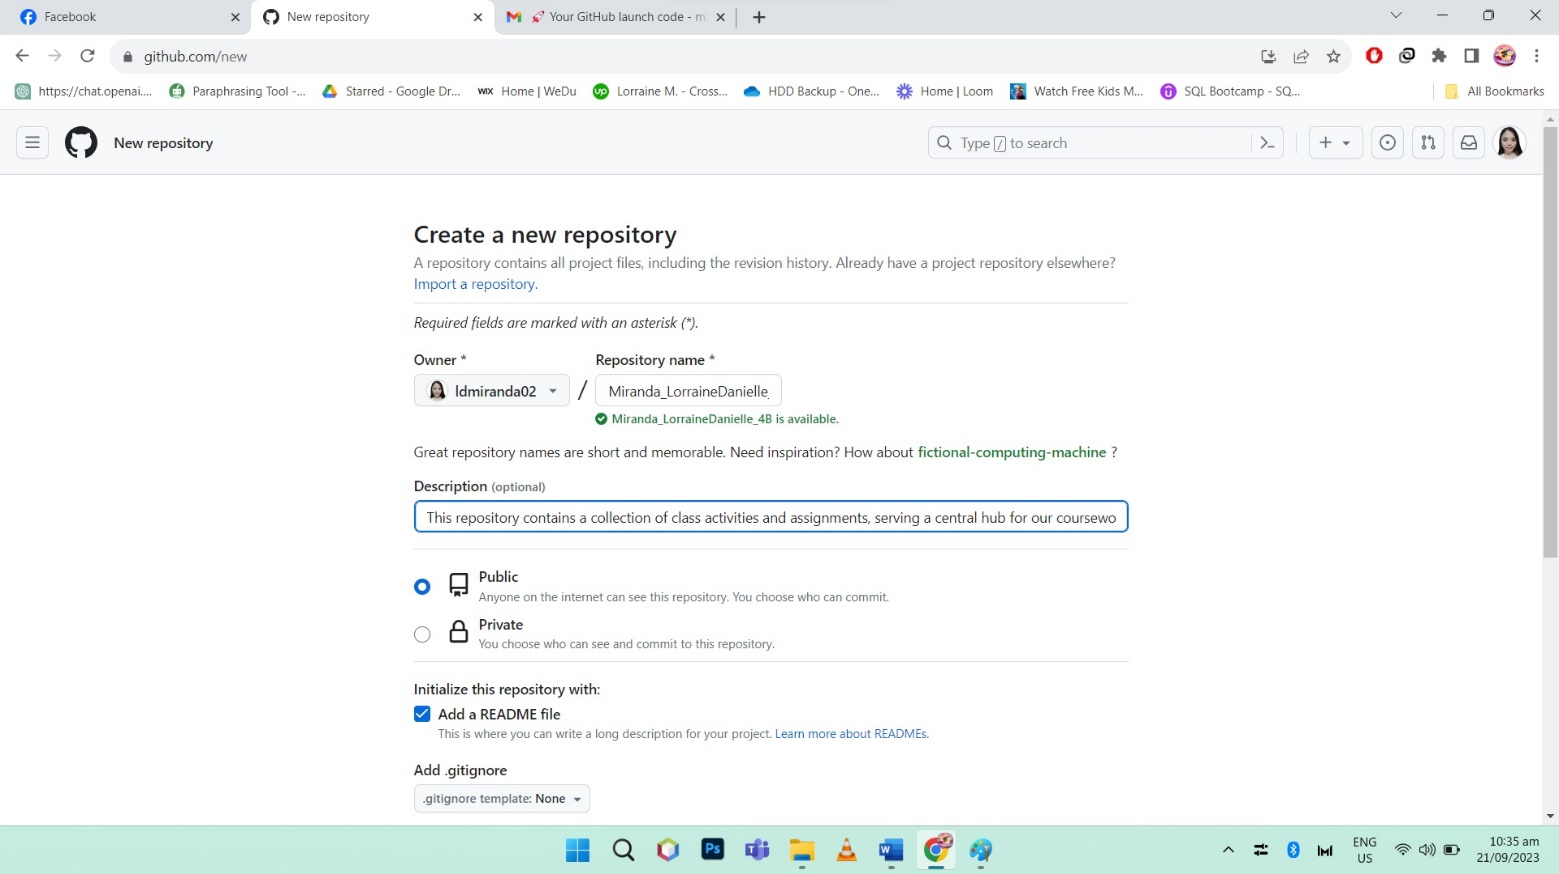 Facebook
New repository
🚀 Your GitHub launch code - m
github.com/new
https://chat.openai....
Paraphrasing Tool -...
Starred - Google Dr...
WIX Home | WeDu
up Lorraine M. - Cross...
HDD Backup - One...
Home | Loom
Watch Free Kids M...
SQL Bootcamp - SQ...
All Bookmarks
New repository
Type / to search
Create a new repository
A repository contains all project files, including the revision history. Already have a project repository elsewhere?
Import a repository.
Required fields are marked with an asterisk (*).
Owner * Repository name *
ldmiranda02 / Miranda_LorraineDanielle_
Miranda_LorraineDanielle_4B is available.
Great repository names are short and memorable. Need inspiration? How about fictional-computing-machine ?
Description (optional)
This repository contains a collection of class activities and assignments, serving a central hub for our coursewo
Public
Anyone on the internet can see this repository. You choose who can commit.
Private
You choose who can see and commit to this repository.
Initialize this repository with:
Add a README file
This is where you can write a long description for your project. Learn more about READMEs.
Add .gitignore
.gitignore template: None
Ps
ENG
US
10:35 am
21/09/2023